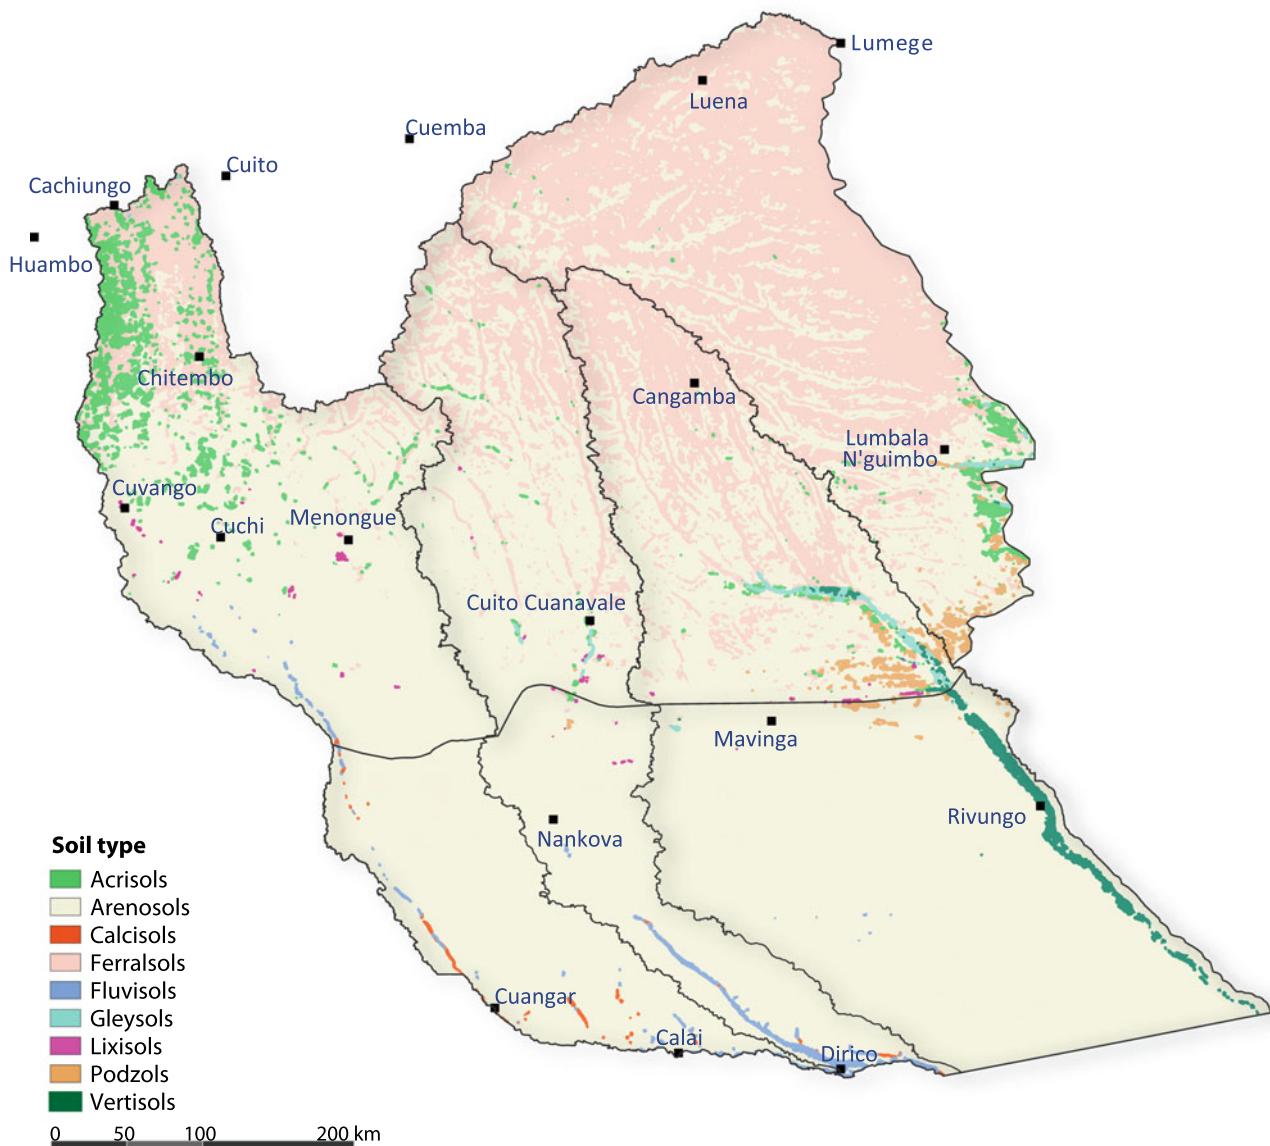 Lumege
Luena
Cuemba
Cuito
Cachiungo
Huambo
Chitembo
Cangamba
Lumbala
N'guimbo
Cuvango
Cuchi
Menongue
Cuito Cuanavale
Mavinga
Rivungo
Nankova
Cuangar
Calai
Dirico
Soil type
Acrisols
Arenosols
Calcisols
Ferralsols
Fluvisols
Gleysols
Lixisols
Podzols
Vertisols
0 50 100 200 km